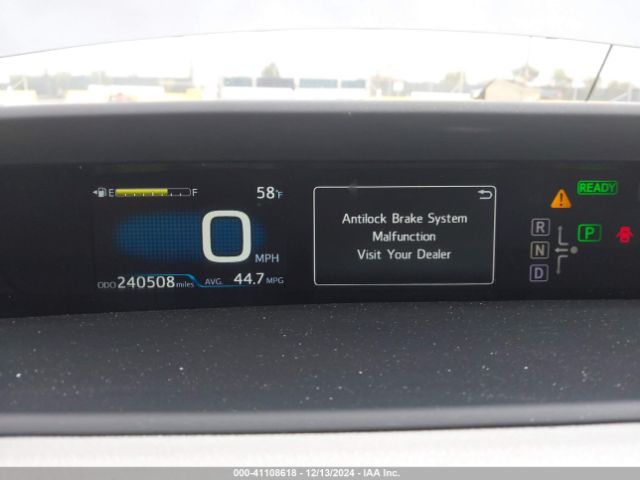 E F
58°F
0 MPH
ODO 240508 miles AVG. 44.7 MPG
Antilock Brake System
Malfunction
Visit Your Dealer
READY
R
N
D
P
000-41108618 - 12/13/2024 - IAA Inc.